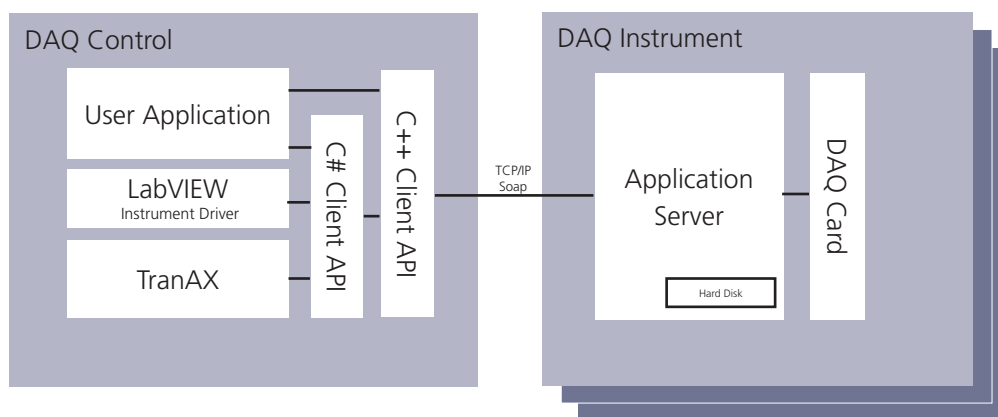 DAQ Control
User Application
LabVIEW
Instrument Driver
TranAX
C# Client API
C++ Client API
TCP/IP
Soap
DAQ Instrument
Application
Server
Hard Disk
DAQ Card